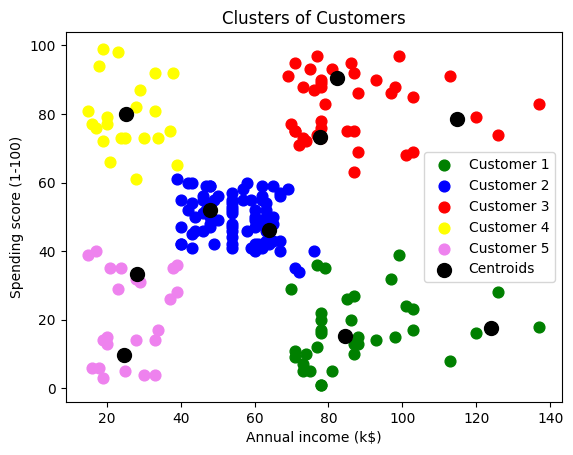 Clusters of Customers
Spending score (1-100)
100
80
60
40
20
0
Customer 1
Customer 2
Customer 3
Customer 4
Customer 5
Centroids
20 40 60 80 100 120 140
Annual income (k$)